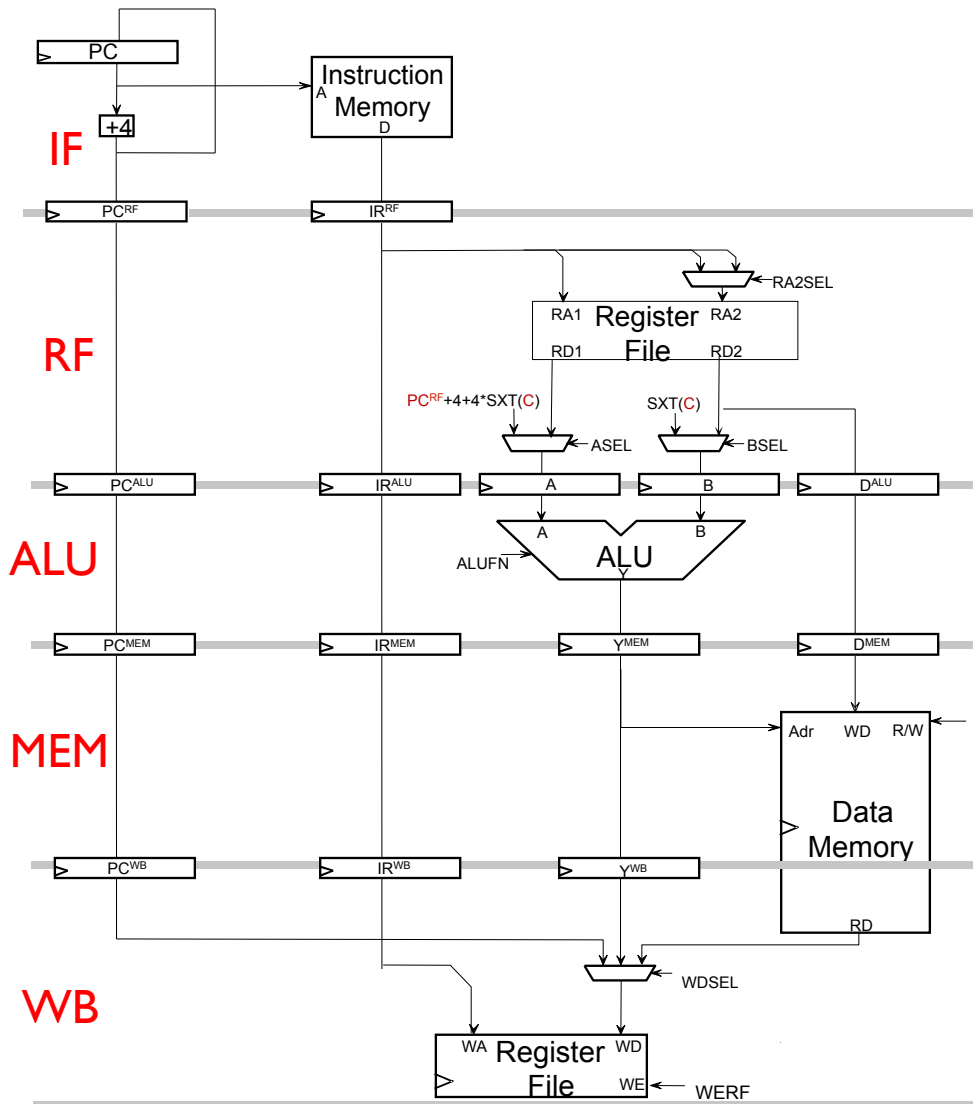 PC
Instruction
Memory
A
D
+4
IF
PCRF
IRRF
RA2SEL
RA1
Register
File
RA2
RD1
RD2
RF
PCRF+4+4*SXT(C)
SXT(C)
ASEL
BSEL
PCALU
IRALU
A
B
DALU
A
B
ALU
ALU
ALUFN
Y
PCMEM
IRMEM
YMEM
DMEM
MEM
Adr
WD
R/W
Data
Memory
PCWB
IRWB
YWB
RD
WDSEL
WB
WA
Register
File
WD
WE
WERF